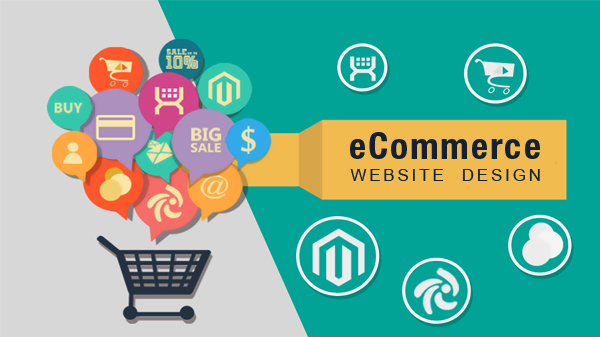 SALE
10%
BUY
BIG
SALE
$
@
eCommerce
WEBSITE DESIGN